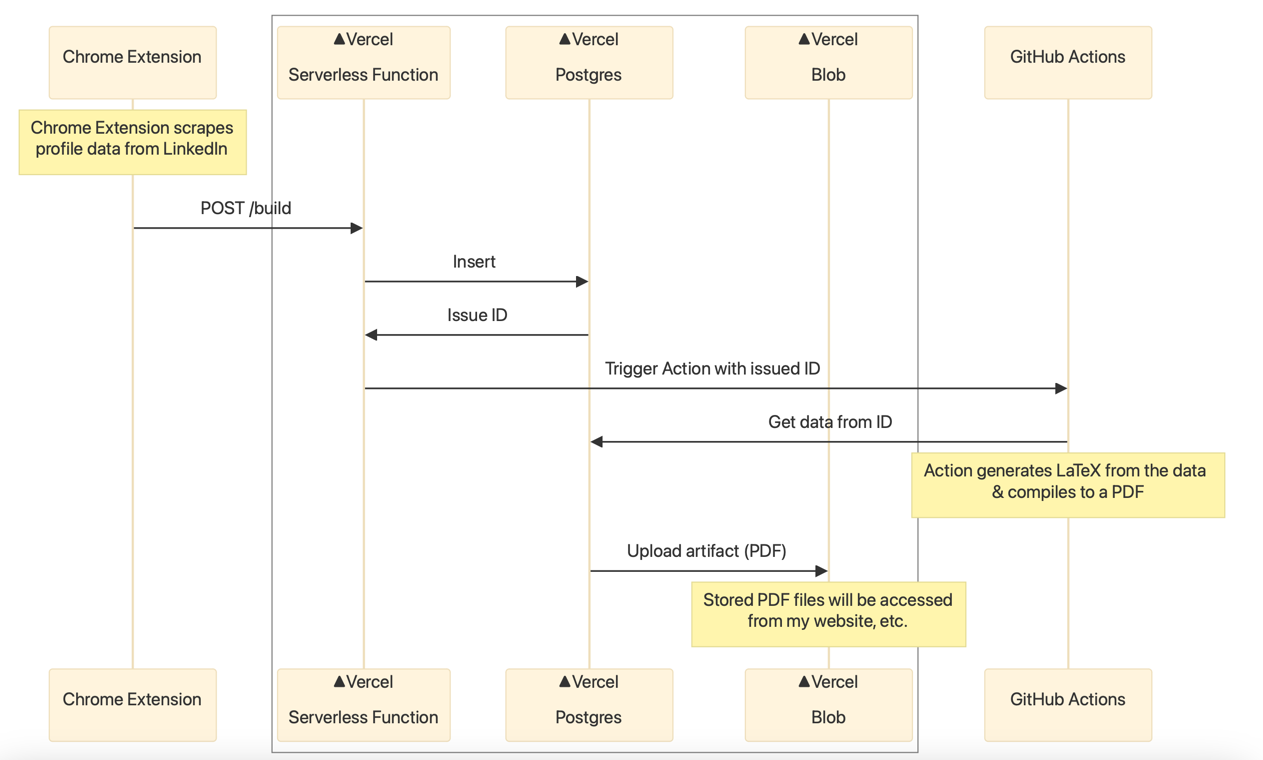 Chrome Extension
▲Vercel
Serverless Function
▲Vercel
Postgres
▲Vercel
Blob
GitHub Actions
Chrome Extension scrapes
profile data from LinkedIn
POST /build
Insert
Issue ID
Trigger Action with issued ID
Get data from ID
Action generates LaTeX from the data
& compiles to a PDF
Upload artifact (PDF)
Stored PDF files will be accessed
from my website, etc.
Chrome Extension
▲Vercel
Serverless Function
▲Vercel
Postgres
▲Vercel
Blob
GitHub Actions